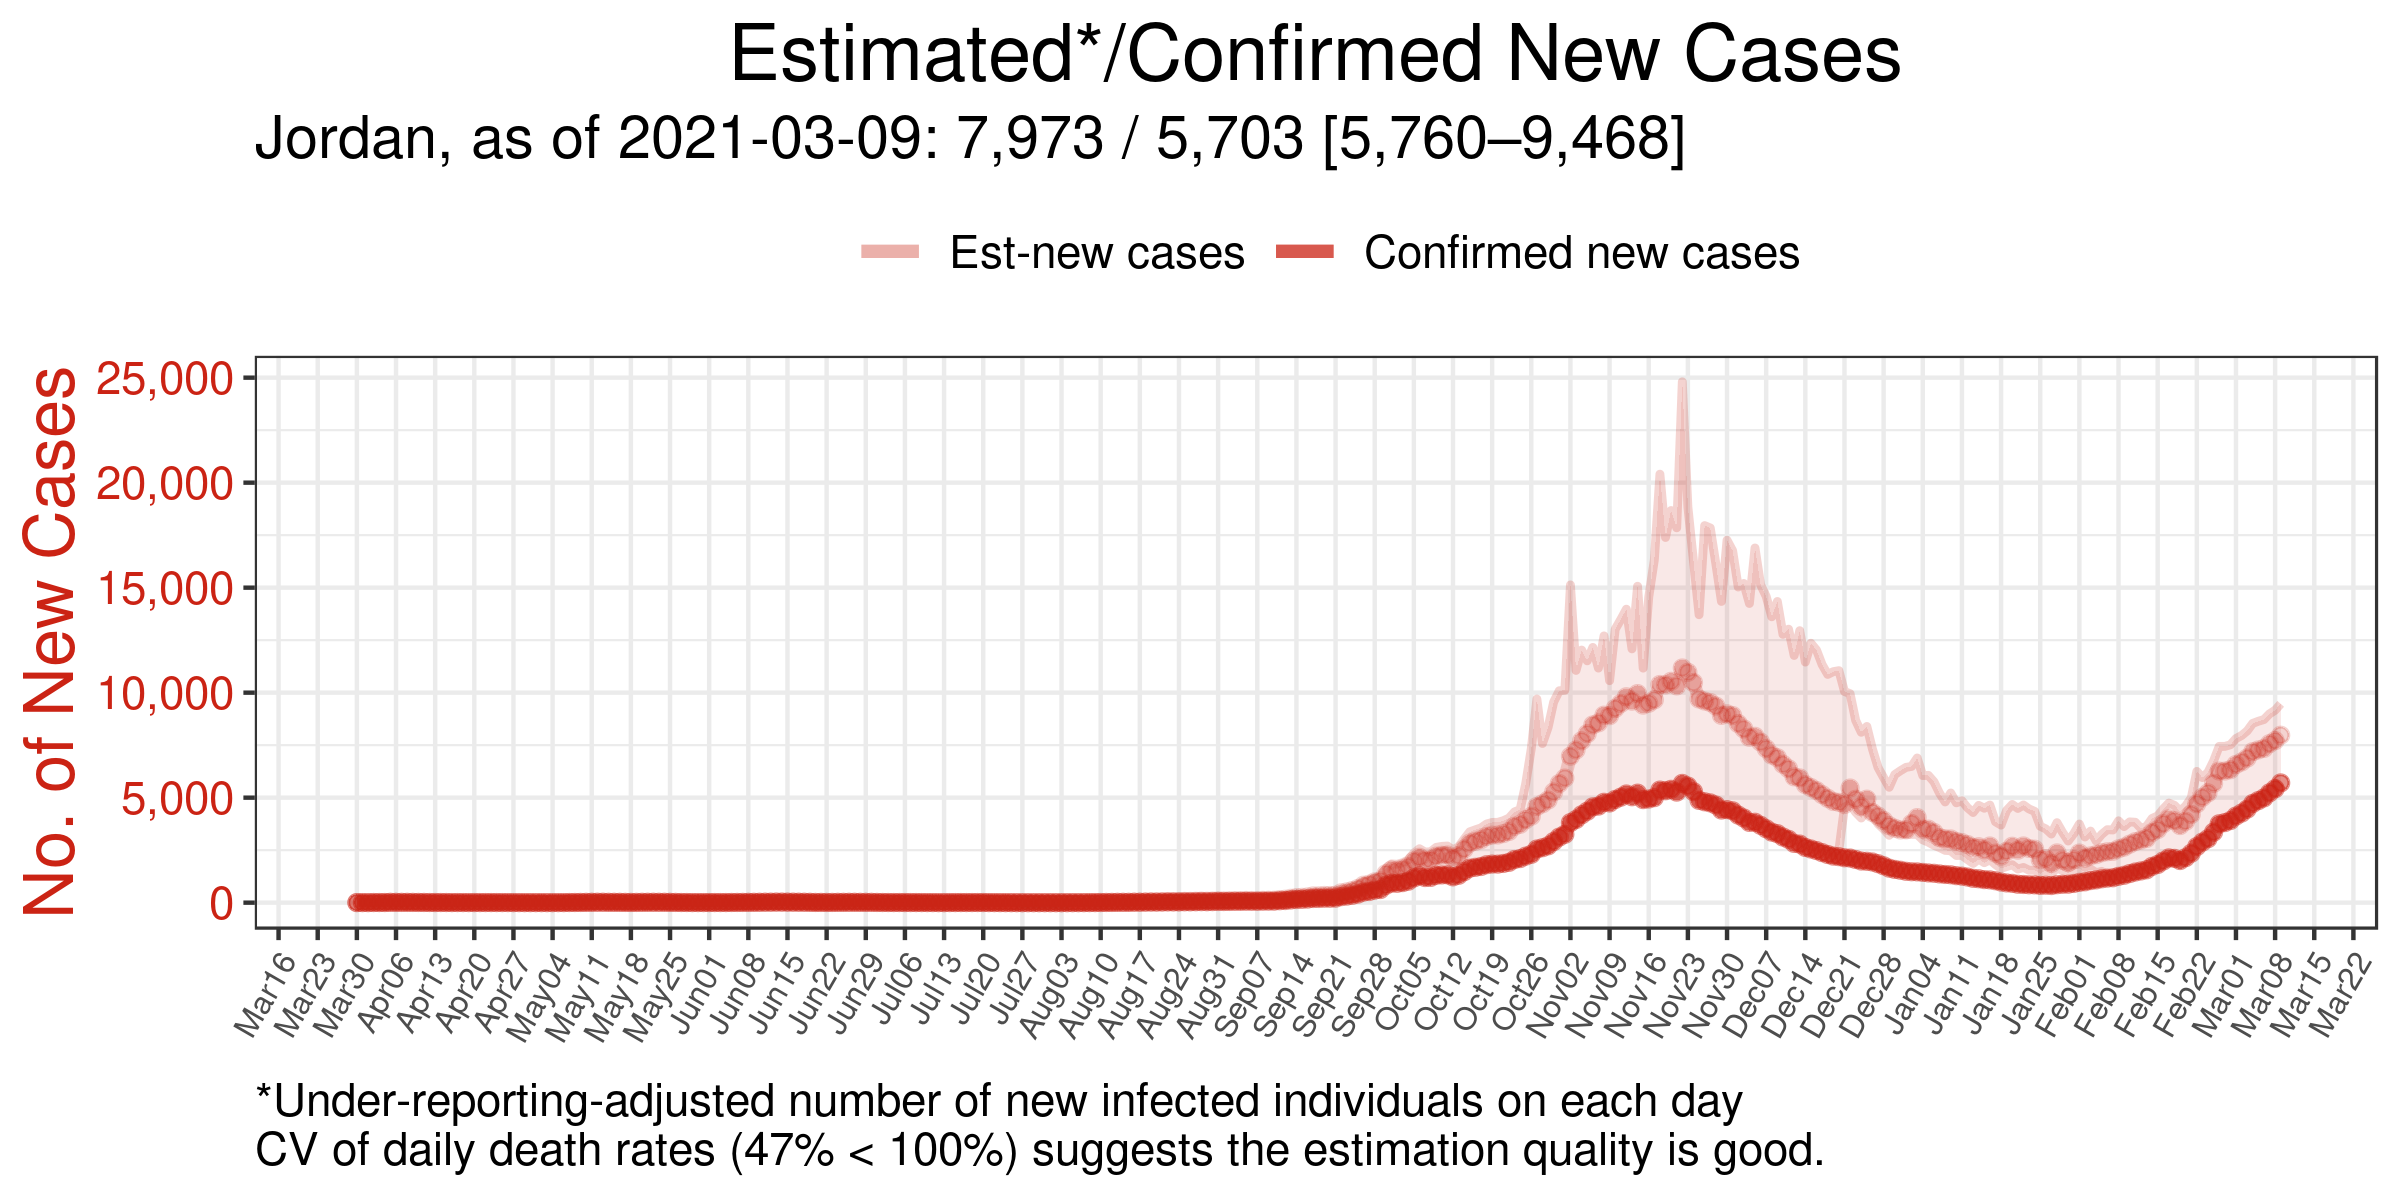 Estimated*/Confirmed New Cases
Jordan, as of 2021-03-09: 7,973 / 5,703 [5,760–9,468]
Est-new cases
Confirmed new cases
No. of New Cases
25,000
20,000
15,000
10,000
5,000
0
Mar16
Mar23
Mar30
Apr06
Apr13
Apr20
Apr27
May04
May11
May18
May25
Jun01
Jun08
Jun15
Jun22
Jun29
Jul06
Jul13
Jul20
Jul27
Aug03
Aug10
Aug17
Aug24
Aug31
Sep07
Sep14
Sep21
Sep28
Oct05
Oct12
Oct19
Oct26
Nov02
Nov09
Nov16
Nov23
Nov30
Dec07
Dec14
Dec21
Dec28
Jan04
Jan11
Jan18
Jan25
Feb01
Feb08
Feb15
Feb22
Mar01
Mar08
Mar15
Mar22
*Under-reporting-adjusted number of new infected individuals on each day
CV of daily death rates (47% < 100%) suggests the estimation quality is good.